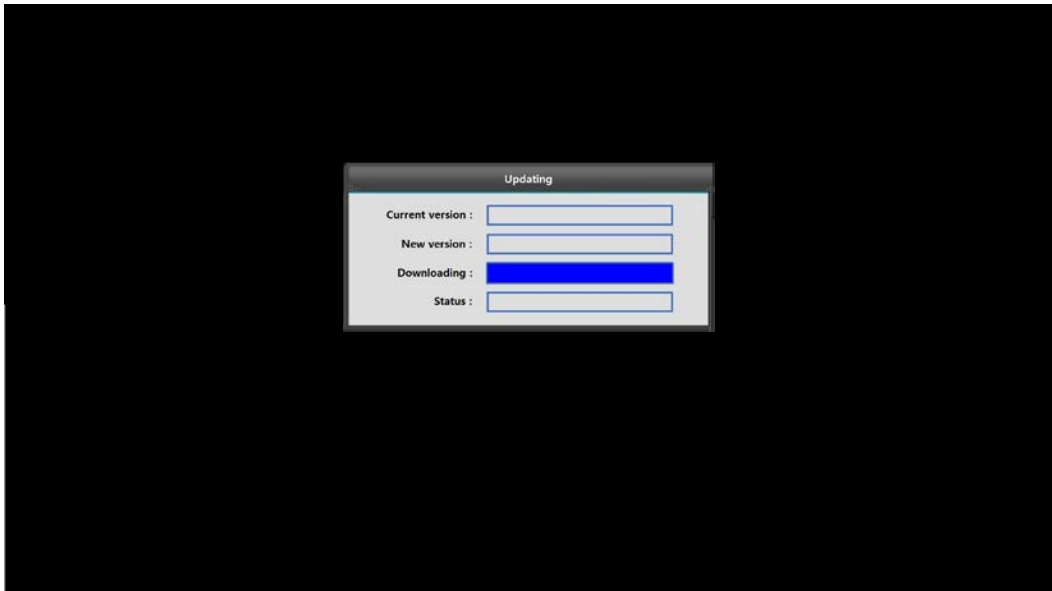 Updating
Current version :
New version :
Downloading :
Status :